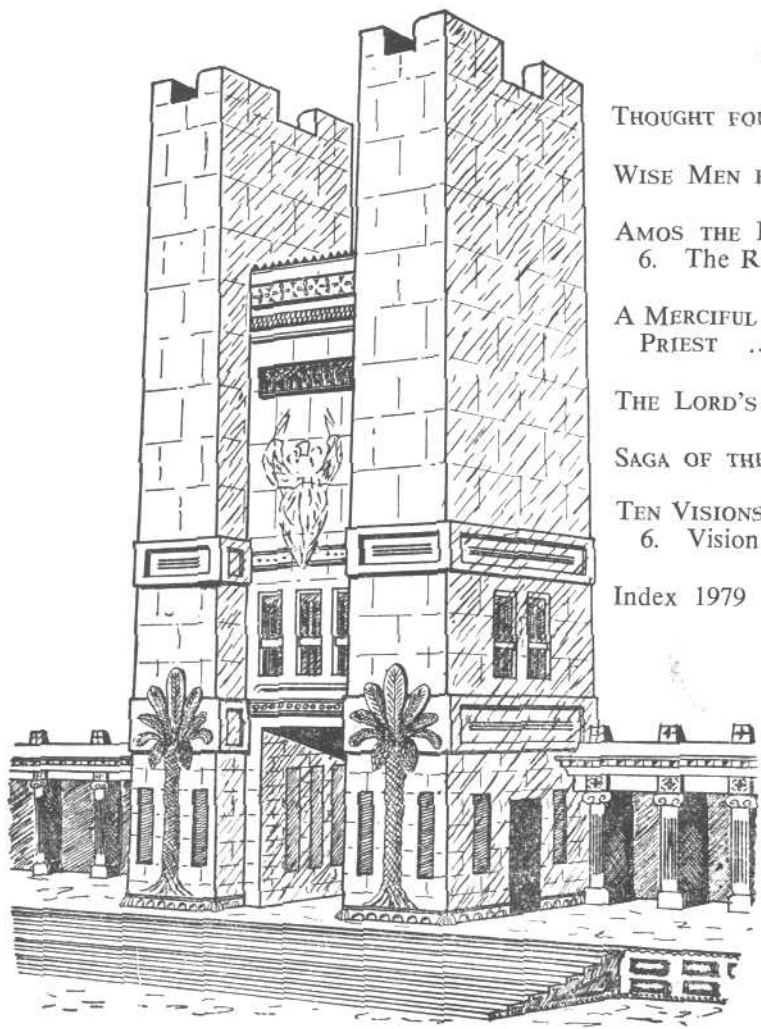 THOUGHT FOU
WISE MEN
AMOS THE
6. The R
A MERCIFUL
PRIEST ..
THE LORD'S
SAGA OF THE
TEN VISIONS
6. Vision
Index 1979